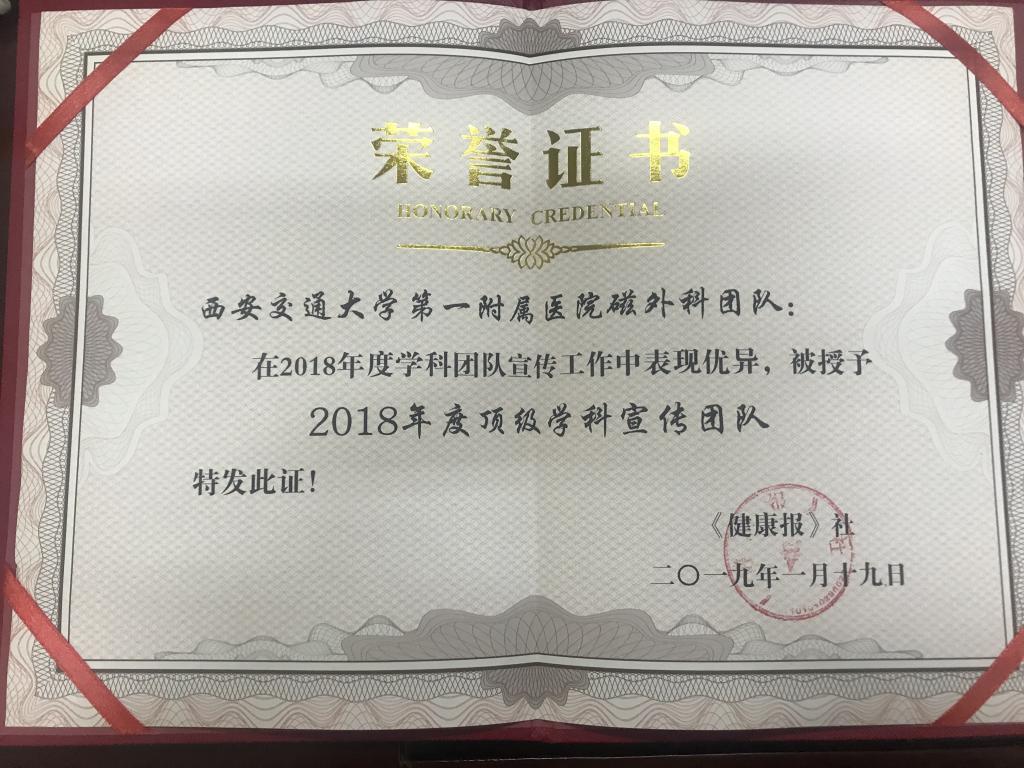 荣誉证书
HONORARY CREDENTIAL
西安交通大学第一附属医院磁外科团队：
在2018年度学科团队宣传工作中表现优异，被授予
2018年度顶级学科宣传团队
特发此证！
《健康报》社
二〇一九年一月十九日